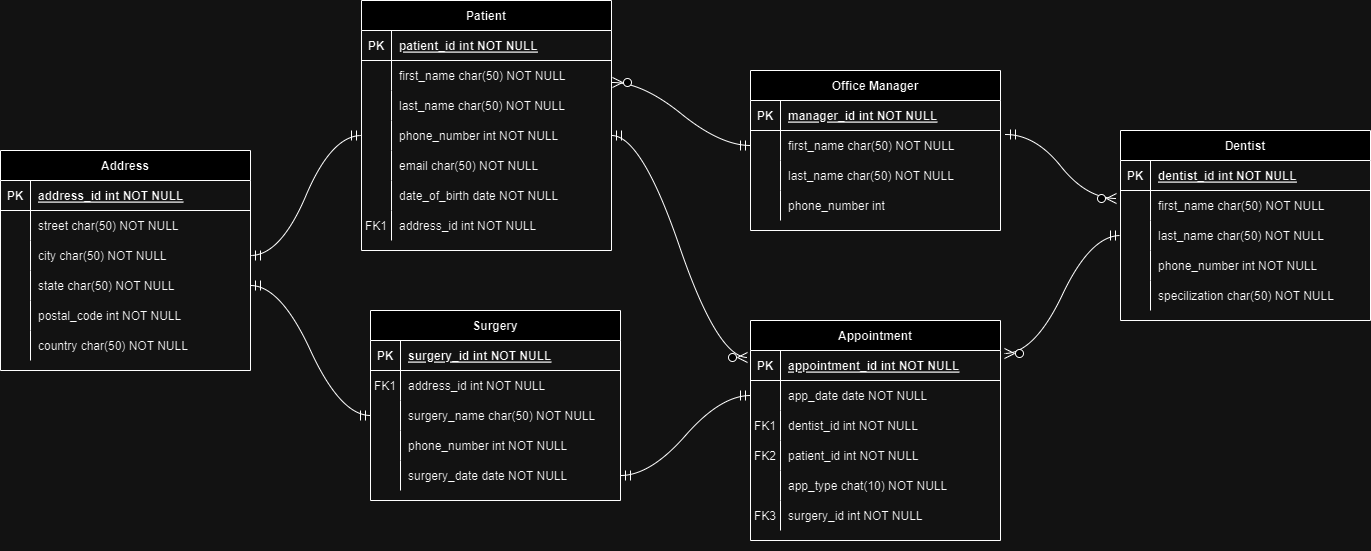 Patient
PK patient_id int NOT NULL
first_name char(50) NOT NULL
last_name char(50) NOT NULL
phone_number int NOT NULL
email char(50) NOT NULL
date_of_birth date NOT NULL
FK1 address_id int NOT NULL
Office Manager
PK manager_id int NOT NULL
first_name char(50) NOT NULL
last_name char(50) NOT NULL
phone_number int
Dentist
PK dentist_id int NOT NULL
first_name char(50) NOT NULL
last_name char(50) NOT NULL
phone_number int NOT NULL
specilization char(50) NOT NULL
Address
PK address_id int NOT NULL
street char(50) NOT NULL
city char(50) NOT NULL
state char(50) NOT NULL
postal_code int NOT NULL
country char(50) NOT NULL
Surgery
PK surgery_id int NOT NULL
FK1 address_id int NOT NULL
surgery_name char(50) NOT NULL
phone_number int NOT NULL
surgery_date date NOT NULL
Appointment
PK appointment_id int NOT NULL
app_date date NOT NULL
FK1 dentist_id int NOT NULL
FK2 patient_id int NOT NULL
app_type chat(10) NOT NULL
FK3 surgery_id int NOT NULL